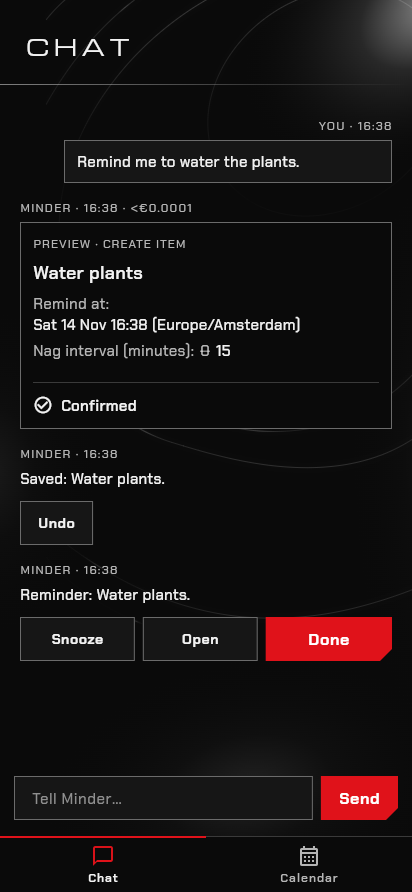 CHAT
YOU · 16:38
Remind me to water the plants.
MINDER · 16:38 · <€0.0001
PREVIEW · CREATE ITEM
Water plants
Remind at:
Sat 14 Nov 16:38 (Europe/Amsterdam)
Nag interval (minutes): 0 15
Confirmed
MINDER · 16:38
Saved: Water plants.
Undo
MINDER · 16:38
Reminder: Water plants.
Snooze Open Done
Tell Minder... Send
Chat Calendar